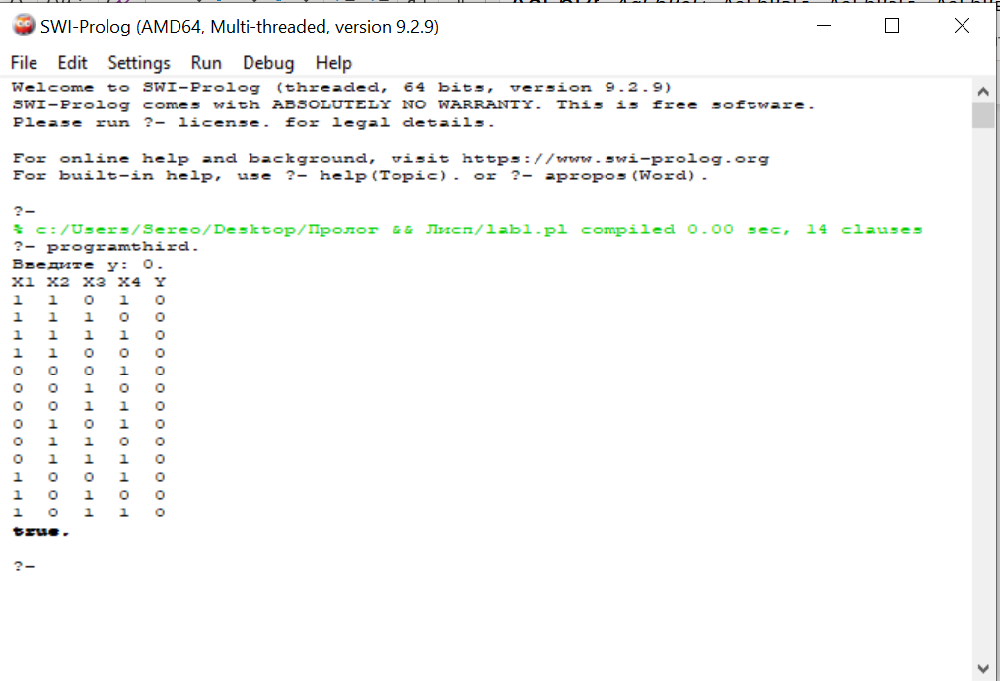 SWI-Prolog (AMD64, Multi-threaded, version 9.2.9)
File Edit Settings Run Debug Help
Welcome to SWI-Prolog (threaded, 64 bits, version 9.2.9)
SWI-Prolog comes with ABSOLUTELY NO WARRANTY. This is free software.
Please run ?- license. for legal details.
For online help and background, visit https://www.swi-prolog.org
For built-in help, use ?- help(Topic). or ?- apropos(Word).
?-
% c:/Users/Sereo/Desktop/Пролог && Лисп/lab1.pl compiled 0.00 sec, 14 clauses
?- programthird.
Введите y: 0.
X1 X2 X3 X4 Y
1 1 0 1 0
1 1 1 0 0
1 1 1 1 0
1 1 0 0 0
0 0 0 1 0
0 0 1 0 0
0 0 1 1 0
0 1 0 1 0
0 1 1 0 0
0 1 1 1 0
1 0 0 1 0
1 0 1 0 0
1 0 1 1 0
true.
?-